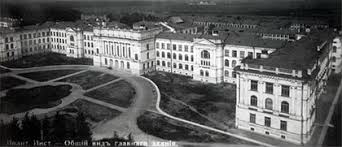 Полит. Инст. — Общій видъ главнаго зданія.